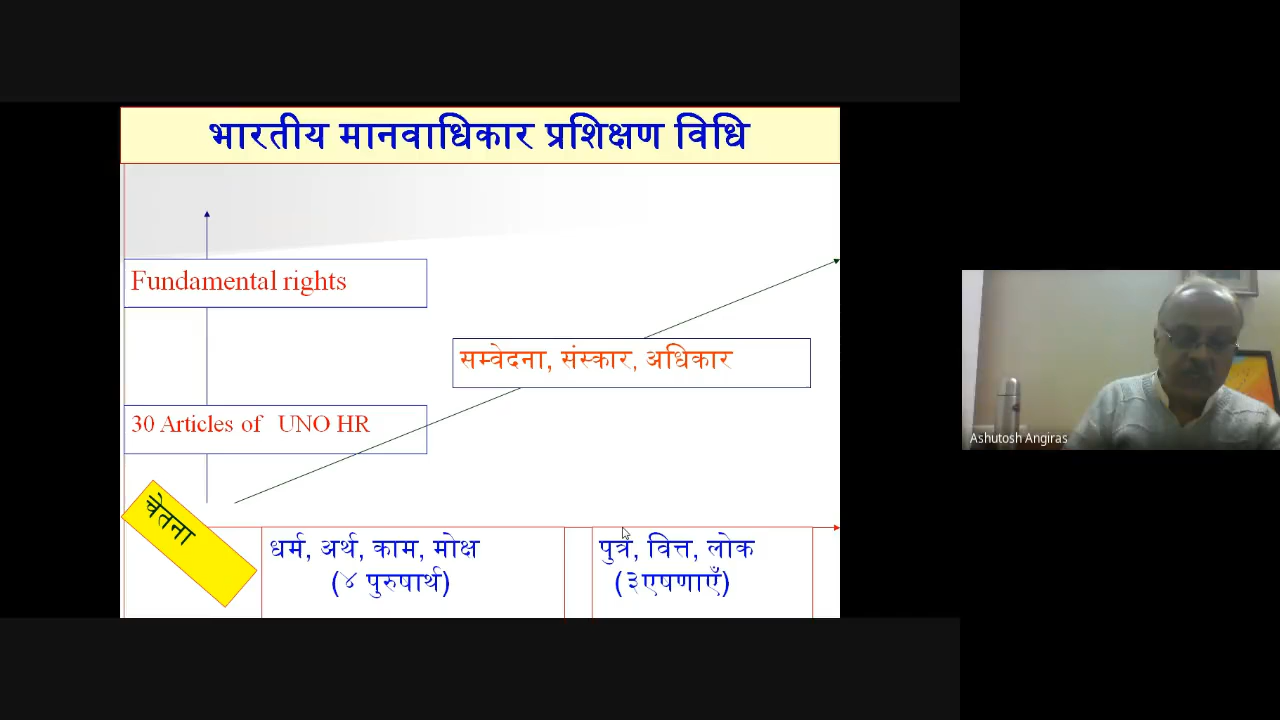 भारतीय मानवाधिकार प्रशिक्षण विधि
Fundamental rights
सम्वेदना, संस्कार, अधिकार
30 Articles of UNO HR
चेतना
धर्म, अर्थ, काम, मोक्ष
(४ पुरुषार्थ)
पुत्र, वित्त, लोक
(३एषणाएँ)
Ashutosh Angiras